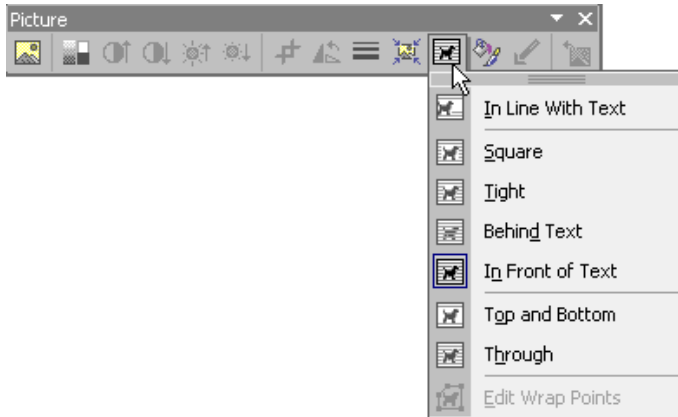 Picture
In Line With Text
Square
Tight
Behind Text
In Front of Text
Top and Bottom
Through
Edit Wrap Points